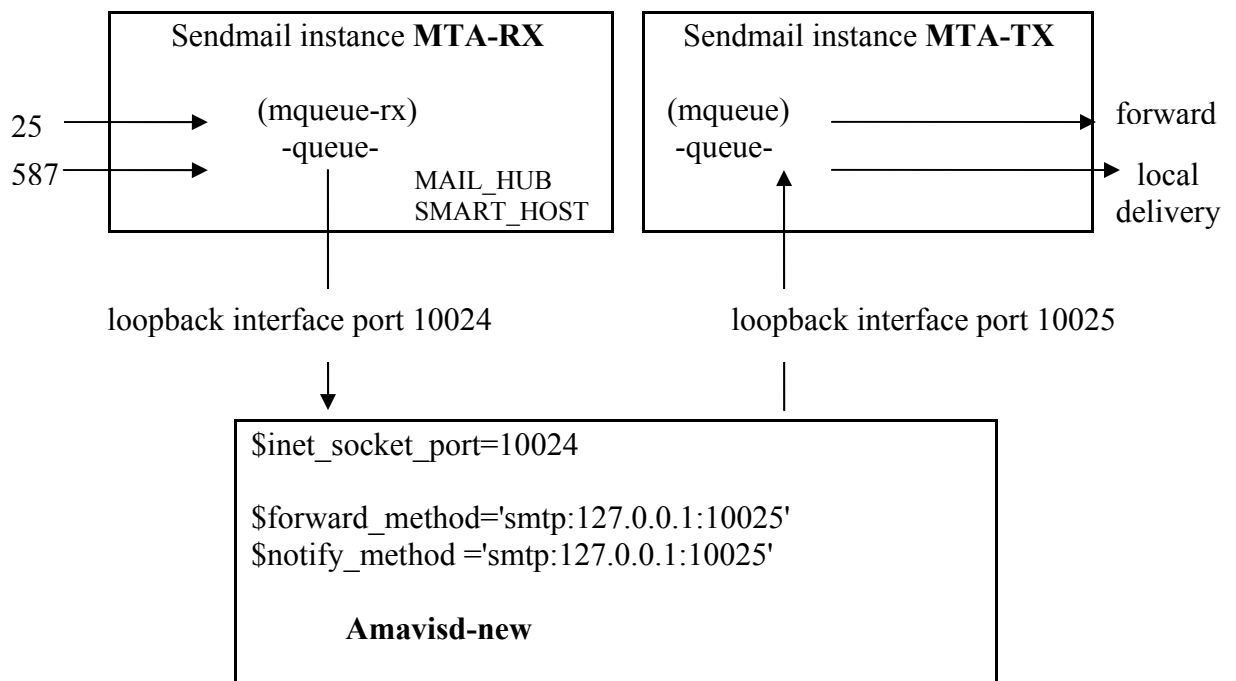 Sendmail instance MTA-RX
25
587
(mqueue-rx)
-queue-
MAIL_HUB
SMART_HOST
Sendmail instance MTA-TX
(mqueue)
-queue-
forward
local
delivery
loopback interface port 10024
loopback interface port 10025
$inet_socket_port=10024
$forward_method='smtp:127.0.0.1:10025'
$notify_method ='smtp:127.0.0.1:10025'
Amavisd-new